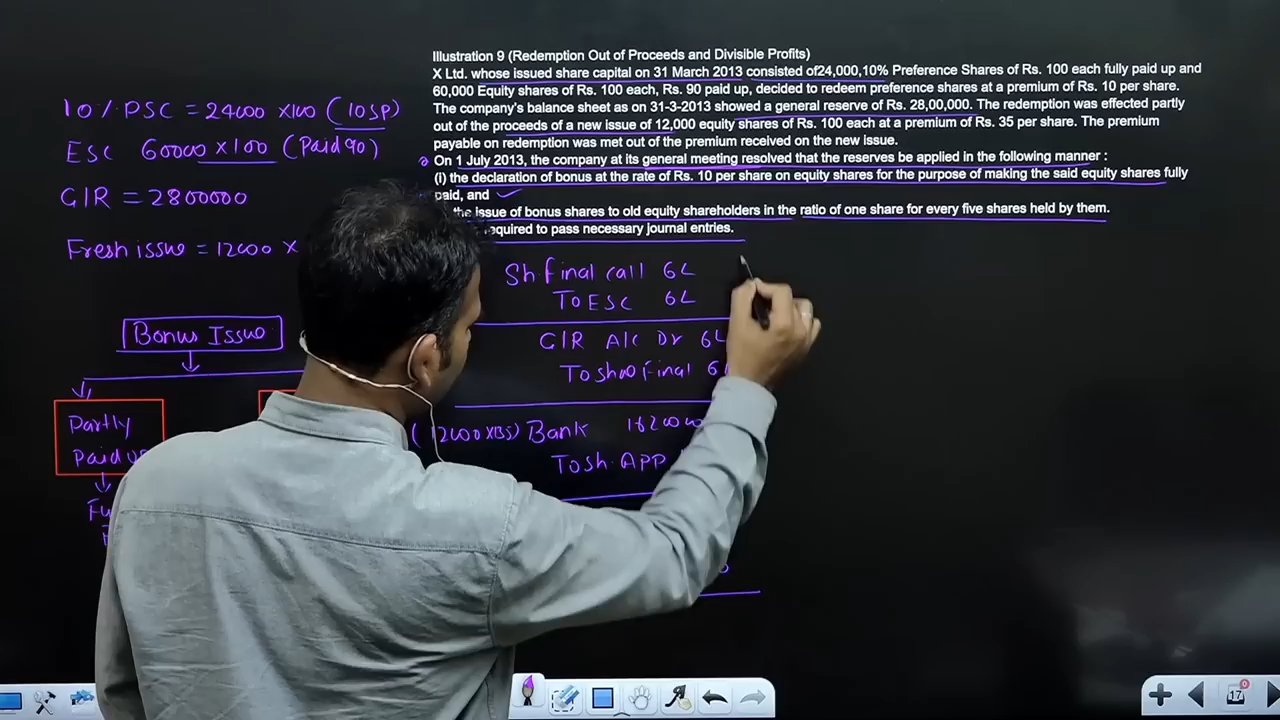 Illustration 9 (Redemption Out of Proceeds and Divisible Profits)
X Ltd. whose issued share capital on 31 March 2013 consisted of24,000,10% Preference Shares of Rs. 100 each fully paid up and
60,000 Equity shares of Rs. 100 each, Rs. 90 paid up, decided to redeem preference shares at a premium of Rs. 10 per share.
The company's balance sheet as on 31-3-2013 showed a general reserve of Rs. 28,00,000. The redemption was effected partly
out of the proceeds of a new issue of 12,000 equity shares of Rs. 100 each at a premium of Rs. 35 per share. The premium
payable on redemption was met out of the premium received on the new issue.
On 1 July 2013, the company at its general meeting resolved that the reserves be applied in the following manner :
(i) the declaration of bonus at the rate of Rs. 10 per share on equity shares for the purpose of making the said equity shares fully
paid, and
the issue of bonus shares to old equity shareholders in the ratio of one share for every five shares held by them.
required to pass necessary journal entries.
10 % PSC = 24000 x100 (10SP)
ESC 60000 x 100 (Paid 90)
G/R = 2800000
Fresh issue = 12000 x
Bonus Issue
Partly
Paid
Sh. final call 6L
To ESC 6L
G/R A/C Dr 6L
To sh final 6
(12000 X135) Bank
To Sh. APP
17